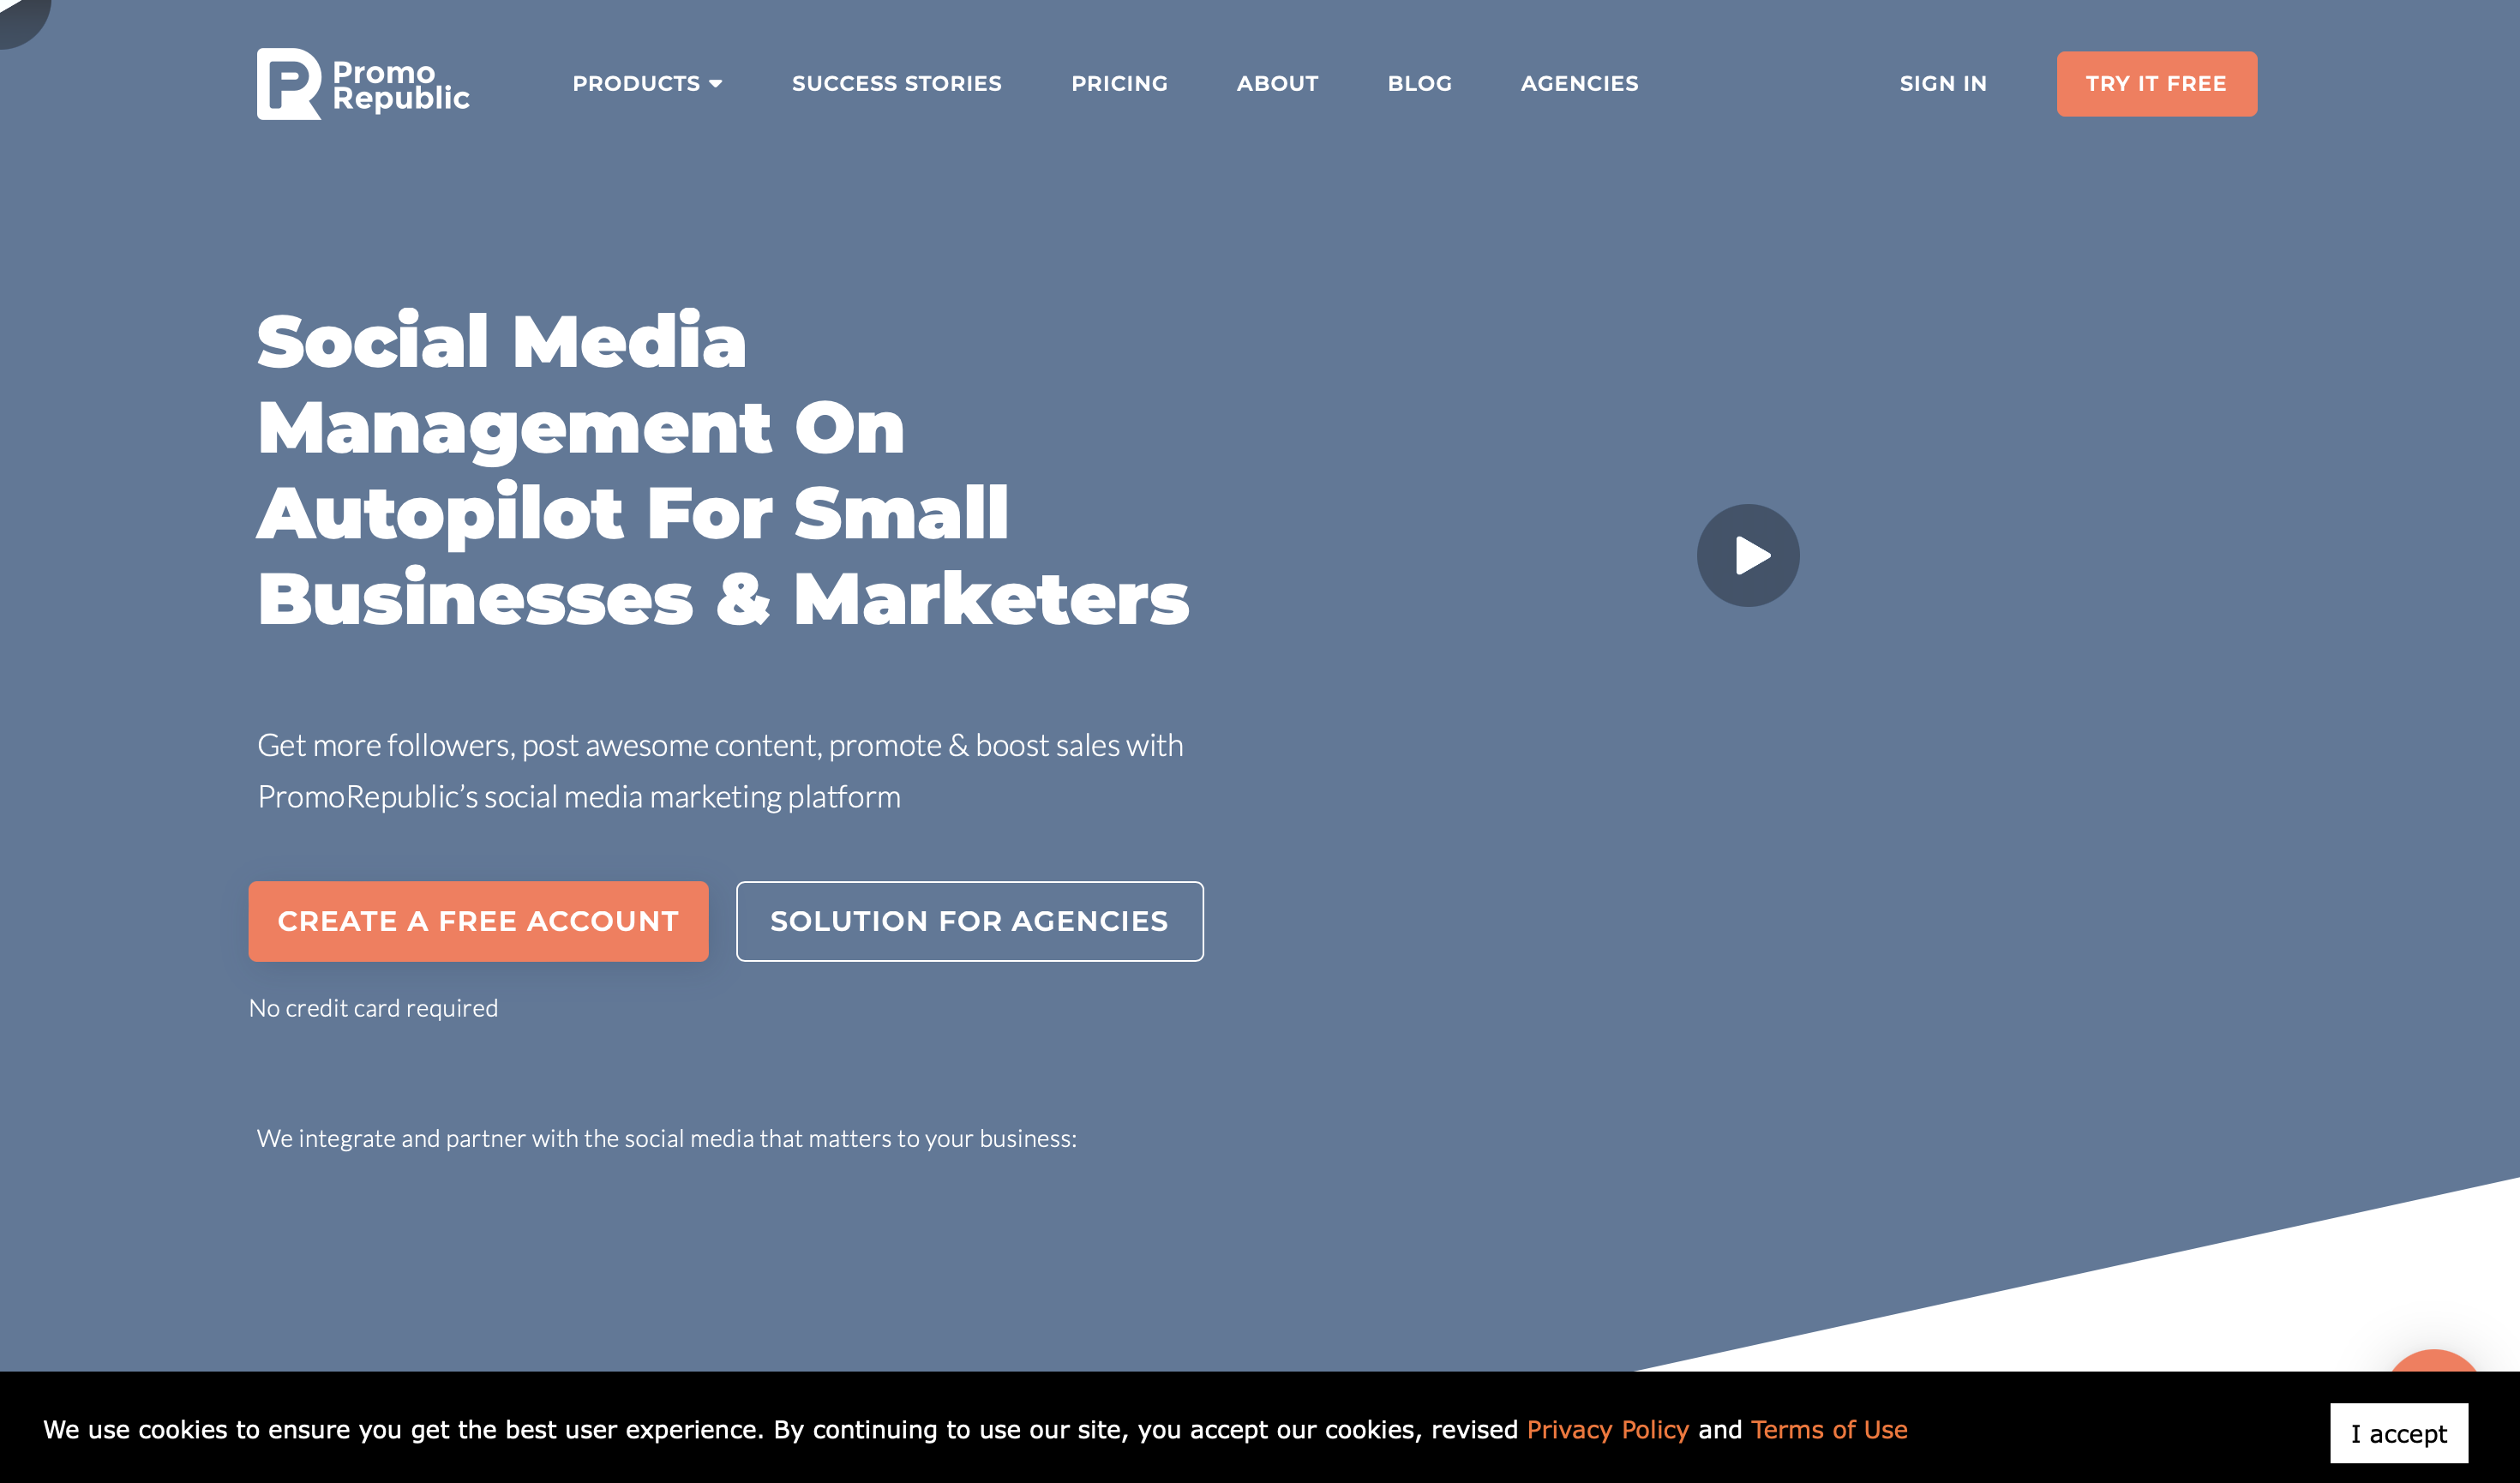 Promo
Republic
PRODUCTS
SUCCESS STORIES
PRICING
ABOUT
BLOG
AGENCIES
SIGN IN
TRY IT FREE
Social Media
Management On
Autopilot For Small
Businesses & Marketers
Get more followers, post awesome content, promote & boost sales with
PromoRepublic’s social media marketing platform
CREATE A FREE ACCOUNT
SOLUTION FOR AGENCIES
No credit card required
We integrate and partner with the social media that matters to your business:
We use cookies to ensure you get the best user experience. By continuing to use our site, you accept our cookies, revised Privacy Policy and Terms of Use
I accept